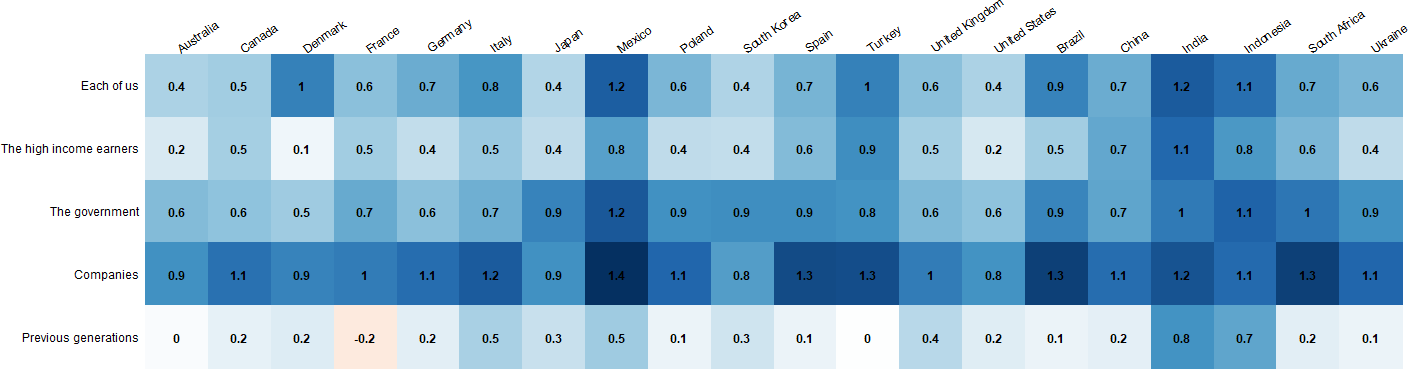 Australia Canada Denmark France Germany Italy Japan Mexico Poland South Korea Spain Turkey United Kingdom United States Brazil China India Indonesia South Africa Ukraine
Each of us 0.4 0.5 1 0.6 0.7 0.8 0.4 1.2 0.6 0.4 0.7 1 0.6 0.4 0.9 0.7 1.2 1.1 0.7 0.6
The high income earners 0.2 0.5 0.1 0.5 0.4 0.5 0.4 0.8 0.4 0.4 0.6 0.9 0.5 0.2 0.5 0.7 1.1 0.8 0.6 0.4
The government 0.6 0.6 0.5 0.7 0.6 0.7 0.9 1.2 0.9 0.9 0.9 0.8 0.6 0.6 0.9 0.7 1 1.1 1 0.9
Companies 0.9 1.1 0.9 1 1.1 1.2 0.9 1.4 1.1 0.8 1.3 1.3 1 0.8 1.3 1.1 1.2 1.1 1.3 1.1
Previous generations 0 0.2 0.2 -0.2 0.2 0.5 0.3 0.5 0.1 0.3 0.1 0 0.4 0.2 0.1 0.2 0.8 0.7 0.2 0.1